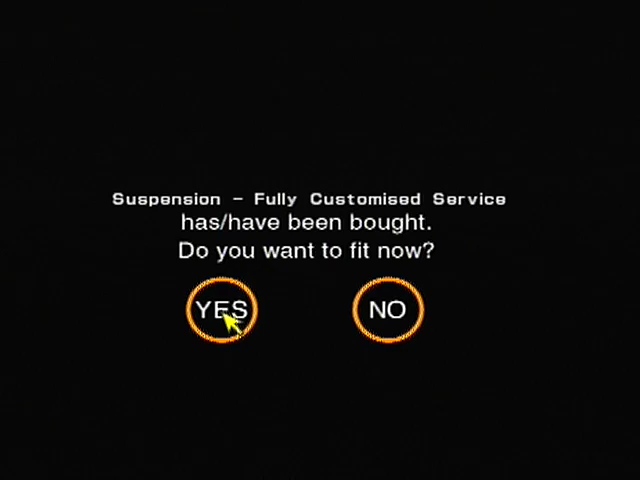 Suspension - Fully Customised Service
has/have been bought.
Do you want to fit now?
YES NO